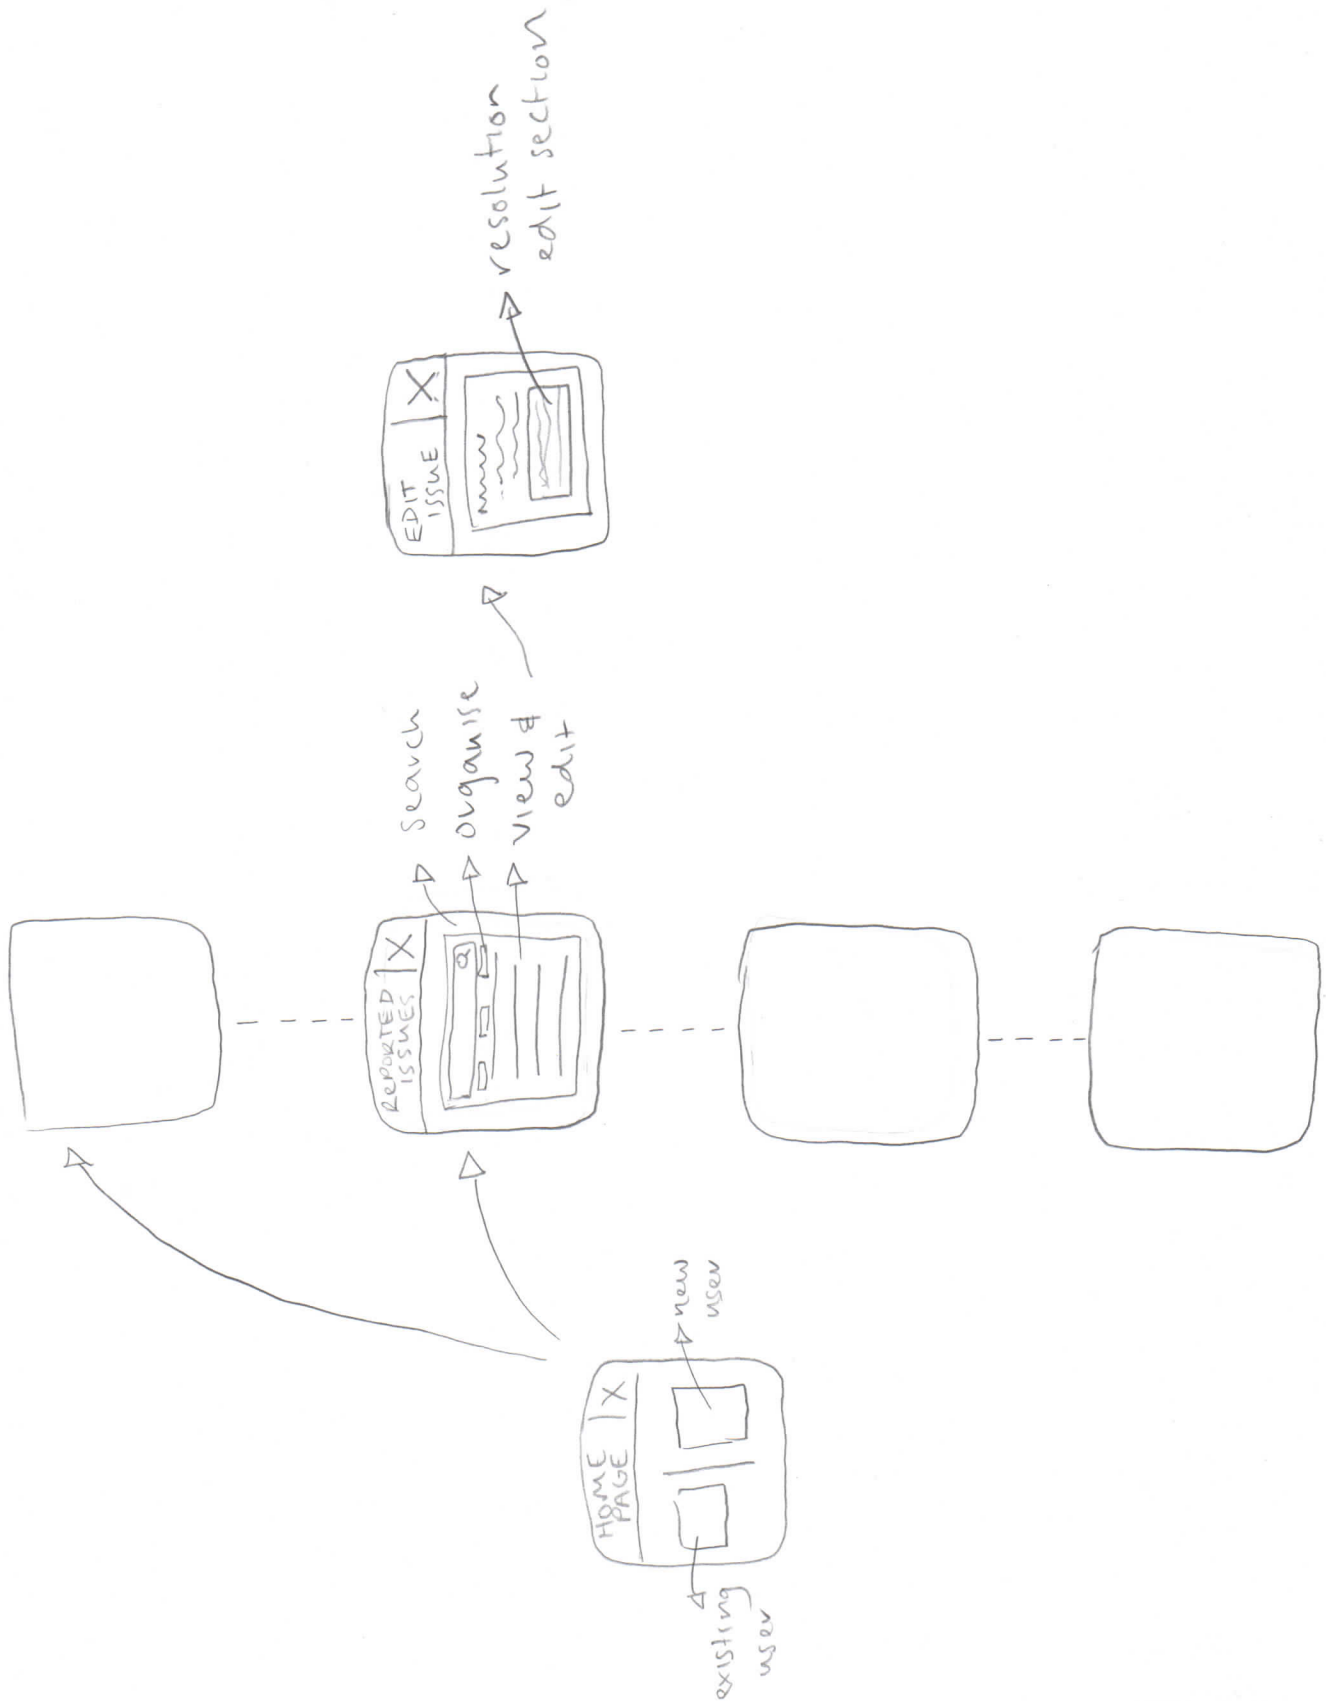 HOME
PAGE
X
existing
user
new
user
REPORTED
ISSUES
X
search
organise
view &
edit
EDIT
ISSUE
X
resolution
edit section